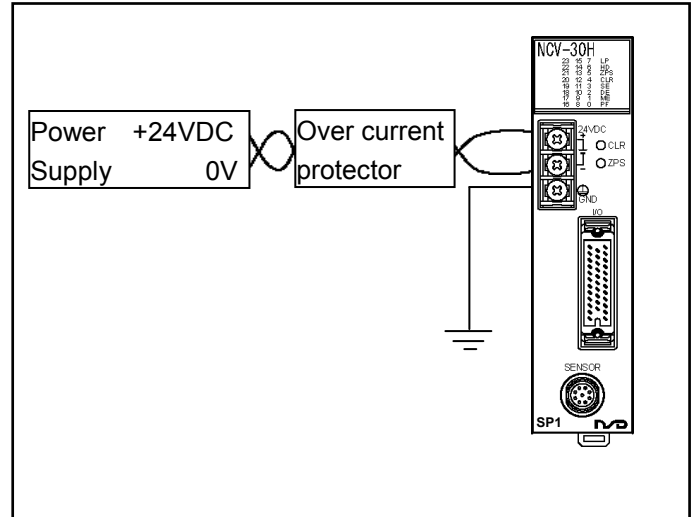 Power +24VDC
Supply 0V
Over current
protector
NCV-30H
23 15 7 LP
22 14 6 HD
21 13 5 ZPS
20 12 4 CLR
19 11 3 SE
18 10 2 DE
17 9 1 ME
16 8 0 PF
24VDC
+
CLR
ZPS
-
GND
I/O
SENSOR
SP1 NSD